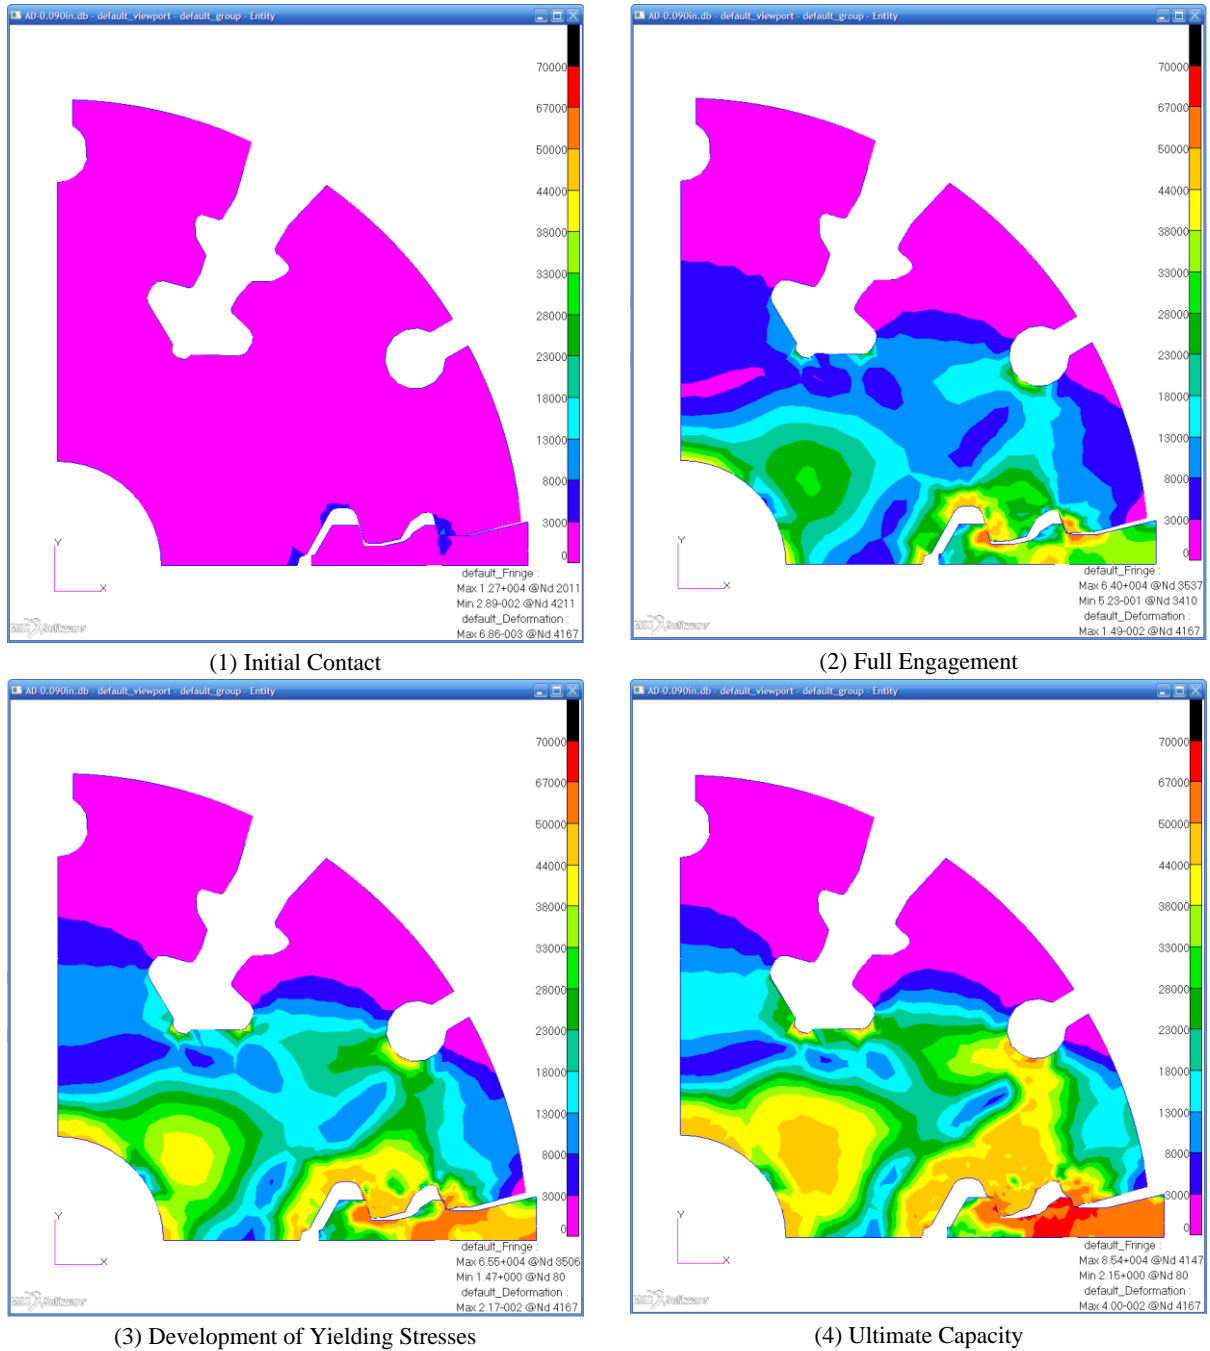 AD-0.090in.db - default_viewport - default_group - Entity
70000
67000
50000
44000
38000
33000
28000
23000
18000
13000
8000
3000
0
Y
X
default_Fringe :
Max 1.27+004 @Nd 2011
Min 2.89-002 @Nd 4211
default_Deformation :
Max 6.86-003 @Nd 4167
MSC Software
(1) Initial Contact
AD-0.090in.db - default_viewport - default_group - Entity
70000
67000
50000
44000
38000
33000
28000
23000
18000
13000
8000
3000
0
Y
X
default_Fringe :
Max 6.40+004 @Nd 3537
Min 5.23-001 @Nd 3410
default_Deformation :
Max 1.49-002 @Nd 4167
MSC Software
(2) Full Engagement
AD-0.090in.db - default_viewport - default_group - Entity
70000
67000
50000
44000
38000
33000
28000
23000
18000
13000
8000
3000
0
Y
X
default_Fringe :
Max 6.55+004 @Nd 3506
Min 1.47+000 @Nd 80
default_Deformation :
Max 2.17-002 @Nd 4167
MSC Software
(3) Development of Yielding Stresses
AD-0.090in.db - default_viewport - default_group - Entity
70000
67000
50000
44000
38000
33000
28000
23000
18000
13000
8000
3000
0
Y
X
default_Fringe :
Max 8.54+004 @Nd 4147
Min 2.15+000 @Nd 80
default_Deformation :
Max 4.00-002 @Nd 4167
MSC Software
(4) Ultimate Capacity